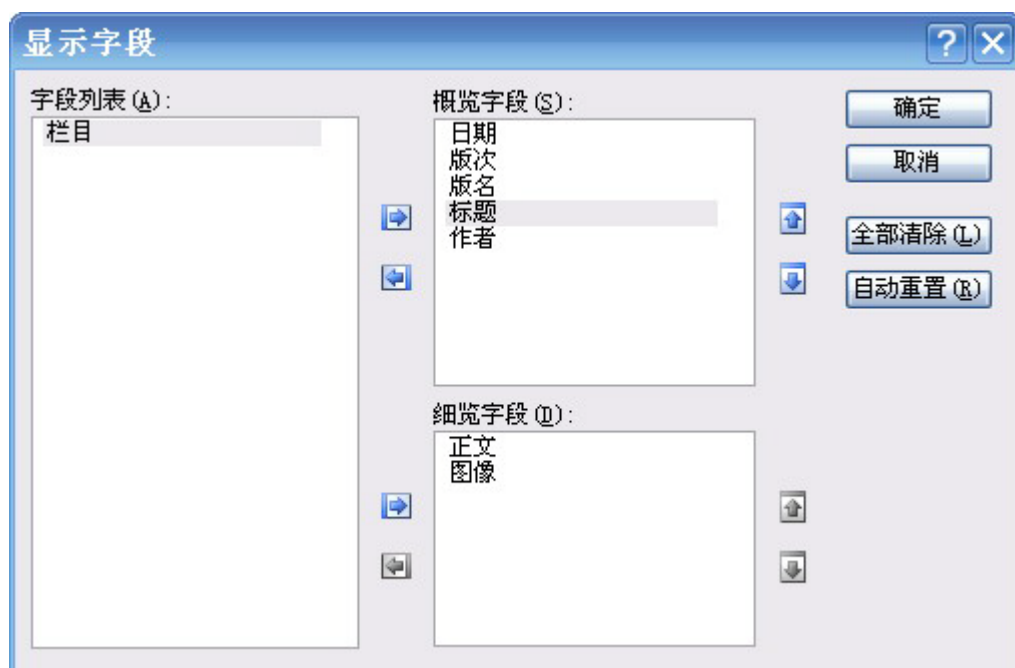 显示字段
字段列表(A):
栏目
概览字段(S):
日期
版次
版名
标题
作者
细览字段(D):
正文
图像
确定
取消
全部清除(L)
自动重置(R)